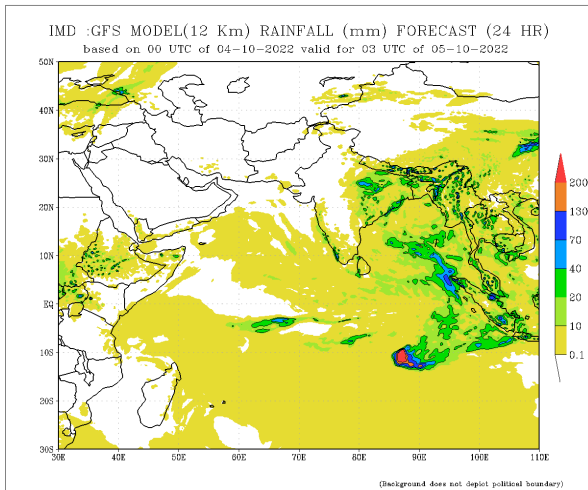 IMD :GFS MODEL(12 Km) RAINFALL (mm) FORECAST (24 HR)
based on 00 UTC of 04-10-2022 valid for 03 UTC of 05-10-2022
50N
40N
30N
20N
10N
EQ
10S
20S
30S
30E 40E 50E 60E 70E 80E 90E 100E 110E
200
130
70
40
20
10
0.1
(Background does not depict political boundary)